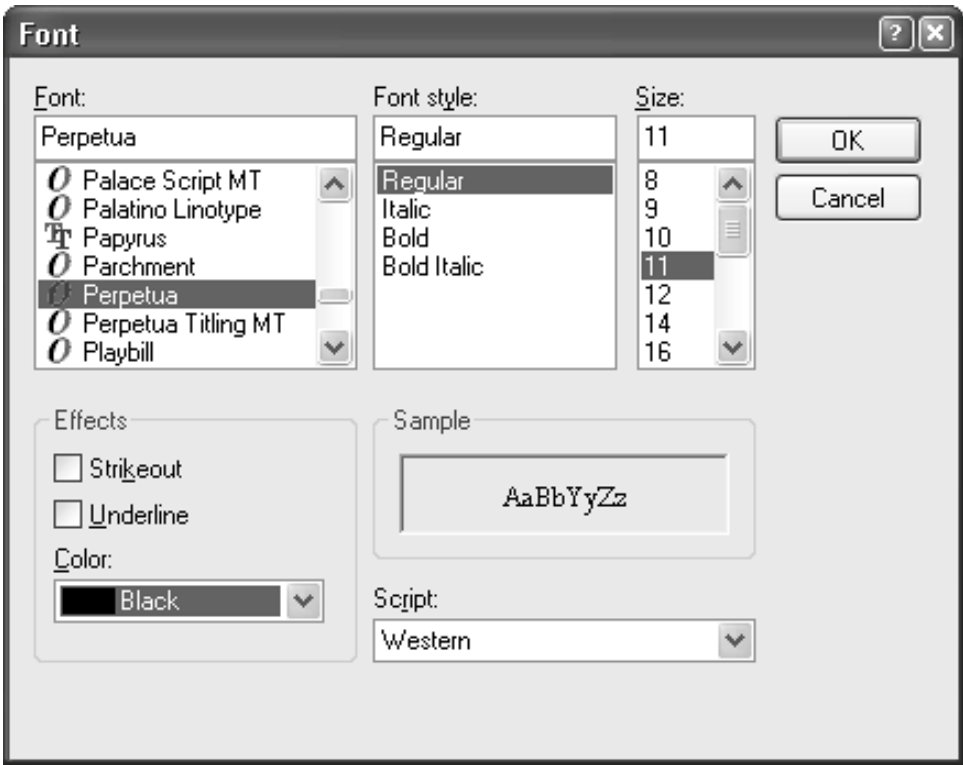 Font
Font:
Perpetua
Palace Script MT
Palatino Linotype
Papyrus
Parchment
Perpetua
Perpetua Titling MT
Playbill
Font style:
Regular
Regular
Italic
Bold
Bold Italic
Size:
11
8
9
10
11
12
14
16
OK
Cancel
Effects
Strikeout
Underline
Color:
Black
Sample
AaBbYyZz
Script:
Western